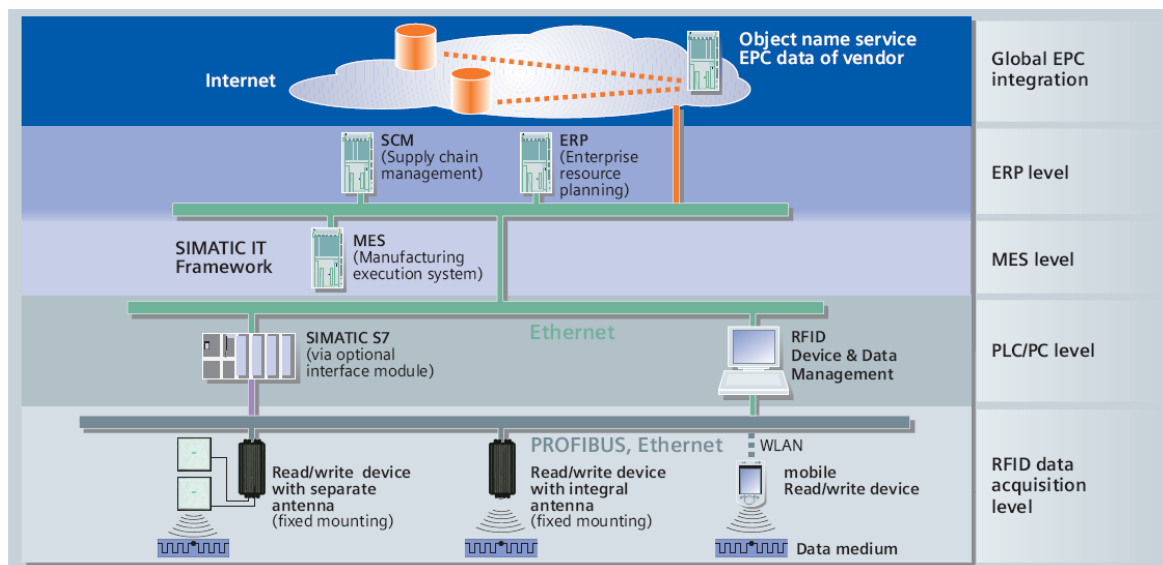 Object name service
EPC data of vendor
Internet
Global EPC
integration
SCM
(Supply chain
management)
ERP
(Enterprise
resource
planning)
ERP level
SIMATIC IT
Framework
MES
(Manufacturing
execution system)
MES level
Ethernet
SIMATIC S7
(via optional
interface module)
RFID
Device & Data
Management
PLC/PC level
PROFIBUS, Ethernet
WLAN
Read/write device
with separate
antenna
(fixed mounting)
Read/write device
with integral
antenna
(fixed mounting)
mobile
Read/write device
RFID data
acquisition
level
Data medium